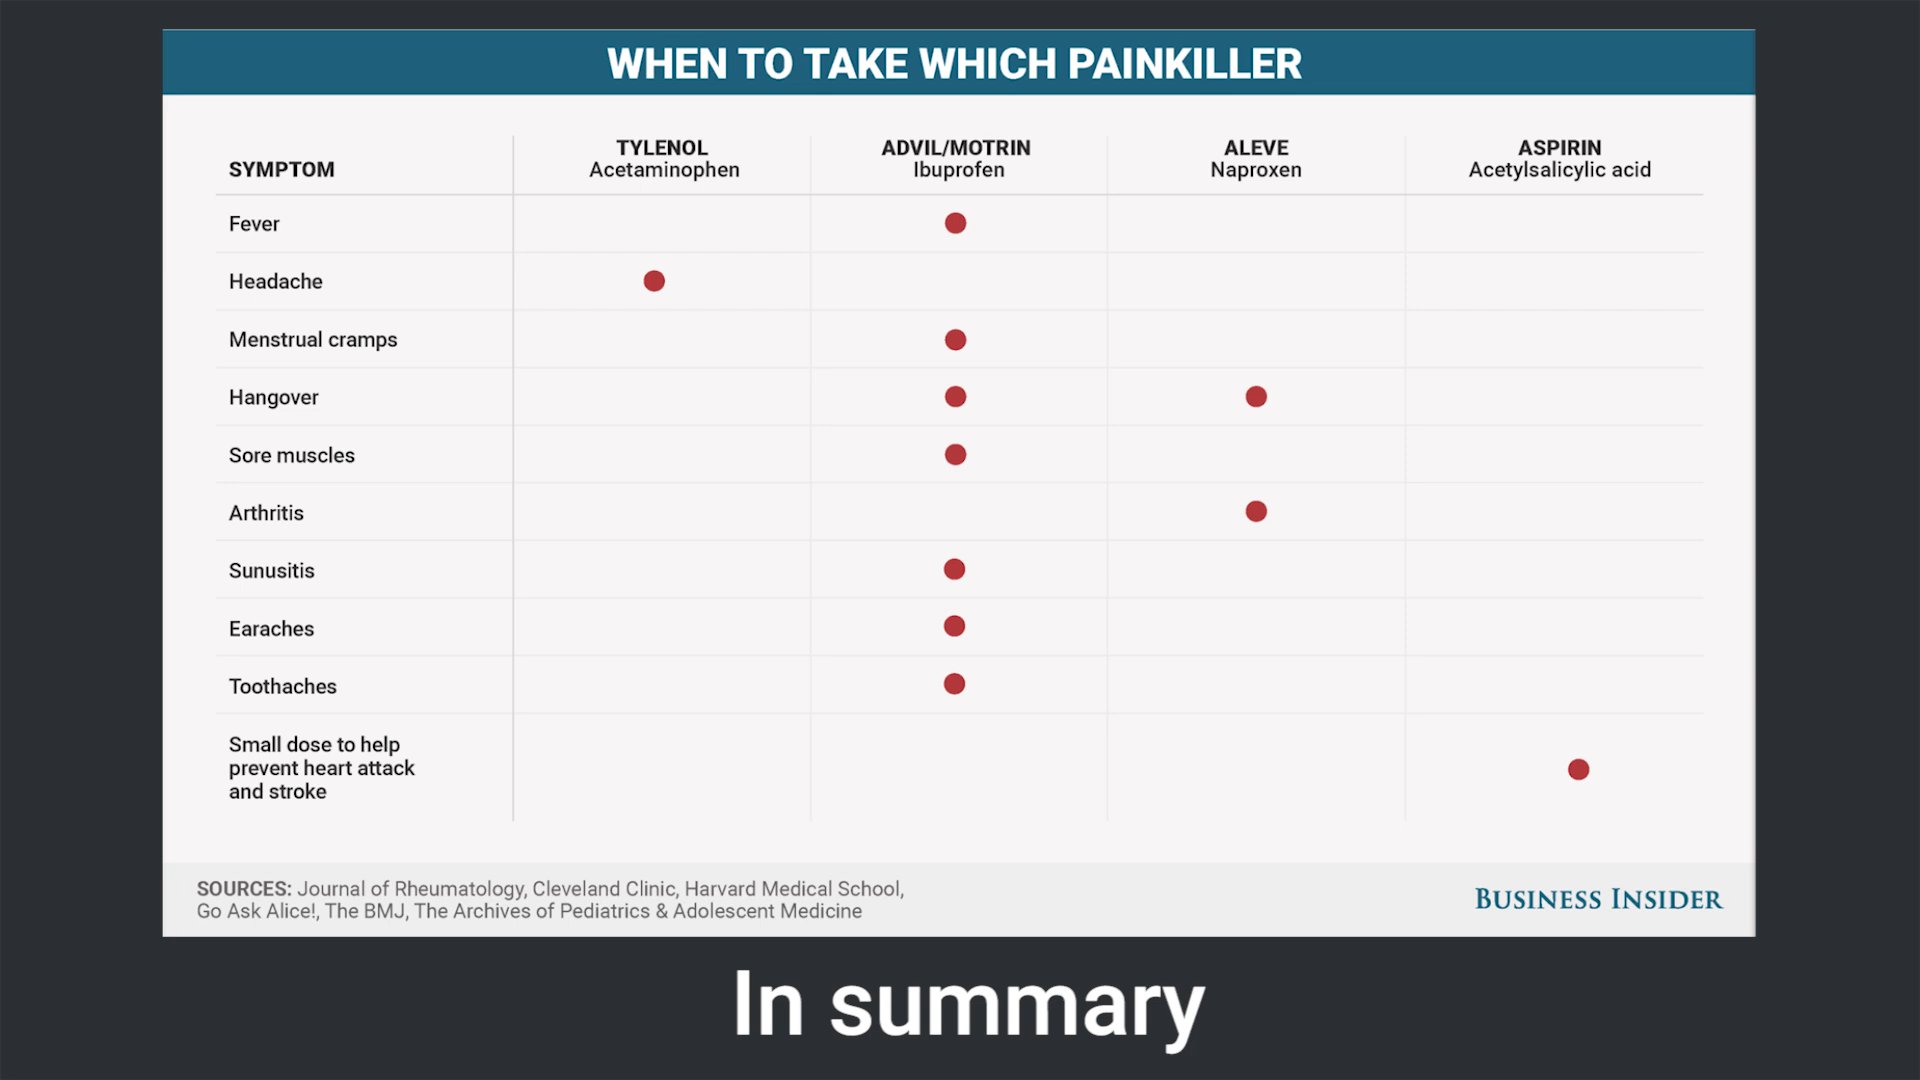 WHEN TO TAKE WHICH PAINKILLER
SYMPTOM
TYLENOL
Acetaminophen
ADVIL/MOTRIN
Ibuprofen
ALEVE
Naproxen
ASPIRIN
Acetylsalicylic acid
Fever
Headache
Menstrual cramps
Hangover
Sore muscles
Arthritis
Sunusitis
Earaches
Toothaches
Small dose to help
prevent heart attack
and stroke
SOURCES: Journal of Rheumatology, Cleveland Clinic, Harvard Medical School,
Go Ask Alice!, The BMJ, The Archives of Pediatrics & Adolescent Medicine
BUSINESS INSIDER
In summary